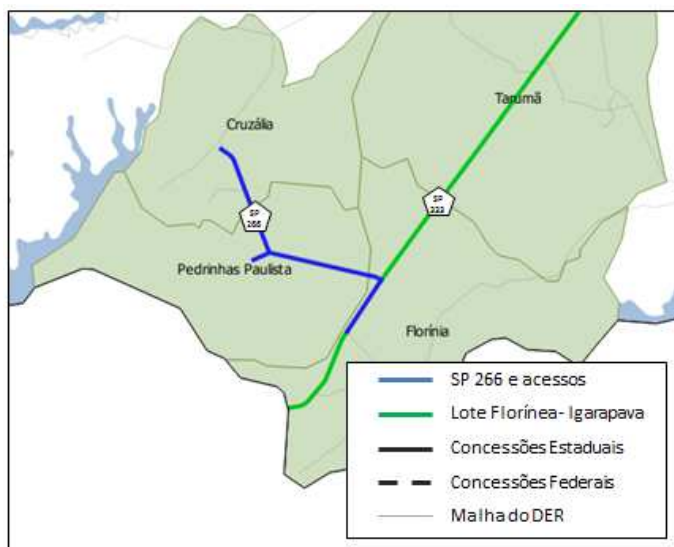 Tarumã
Cruzália
SP
333
SP
266
Pedrinhas Paulista
Florínia
SP 266 e acessos
Lote Florínea- Igarapava
Concessões Estaduais
Concessões Federais
Malha do DER